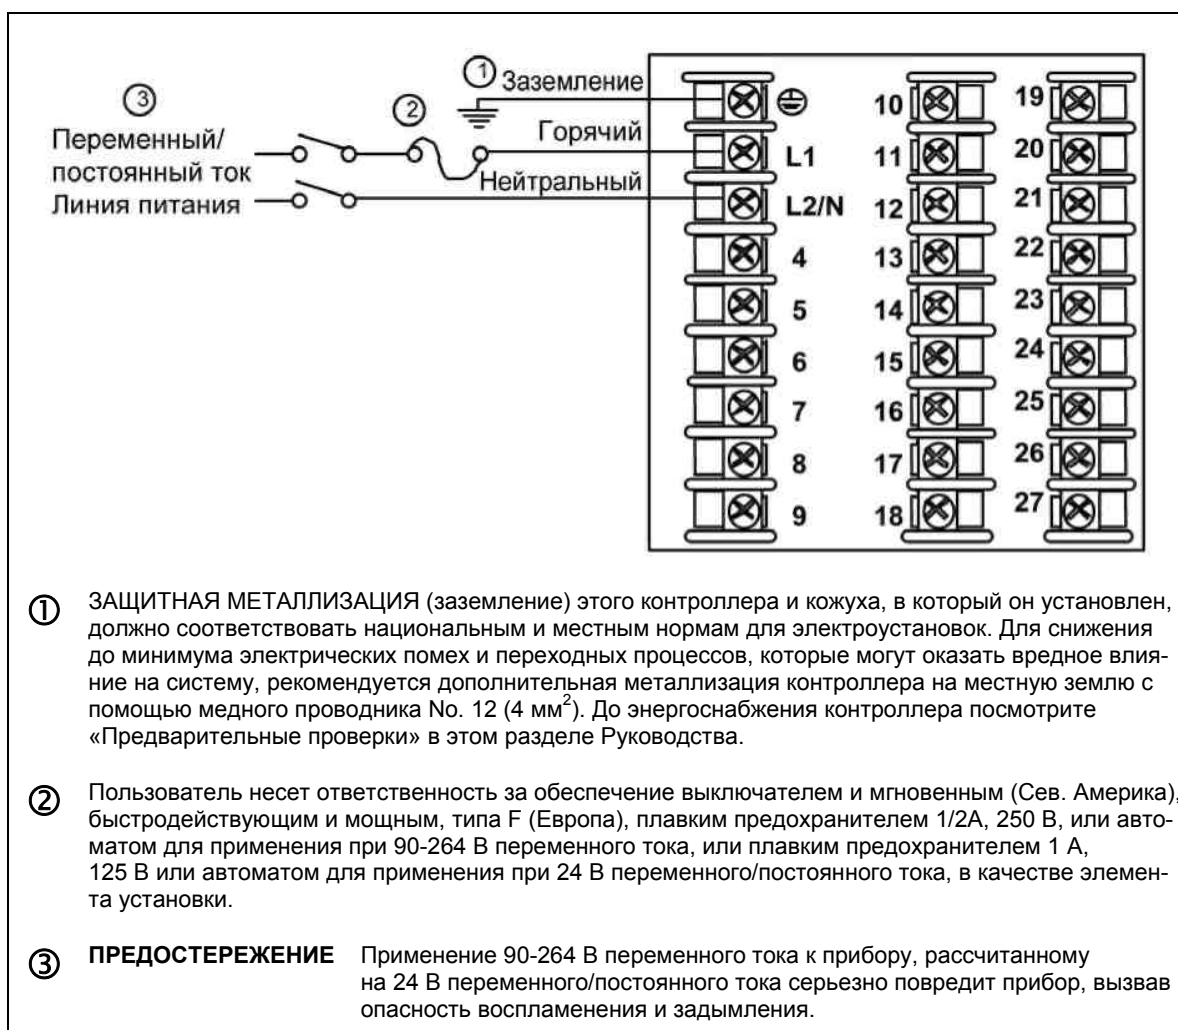 ① Заземление
③
②
Переменный/
постоянный ток
Линия питания
Горячий
Нейтральный
L1
L2/N
4
5
6
7
8
9
10
11
12
13
14
15
16
17
18
19
20
21
22
23
24
25
26
27
① ЗАЩИТНАЯ МЕТАЛЛИЗАЦИЯ (заземление) этого контроллера и кожуха, в который он установлен,
должно соответствовать национальным и местным нормам для электроустановок. Для снижения
до минимума электрических помех и переходных процессов, которые могут оказать вредное влия-
ние на систему, рекомендуется дополнительная металлизация контроллера на местную землю с
помощью медного проводника No. 12 (4 мм²). До энергоснабжения контроллера посмотрите
«Предварительные проверки» в этом разделе Руководства.
② Пользователь несет ответственность за обеспечение выключателем и мгновенным (Сев. Америка),
быстродействующим и мощным, типа F (Европа), плавким предохранителем 1/2А, 250 В, или авто-
матом для применения при 90-264 В переменного тока, или плавким предохранителем 1 А,
125 В или автоматом для применения при 24 В переменного/постоянного тока, в качестве элемен-
та установки.
③ ПРЕДОСТЕРЕЖЕНИЕ Применение 90-264 В переменного тока к прибору, рассчитанному
на 24 В переменного/постоянного тока серьезно повредит прибор, вызвав
опасность воспламенения и задымления.